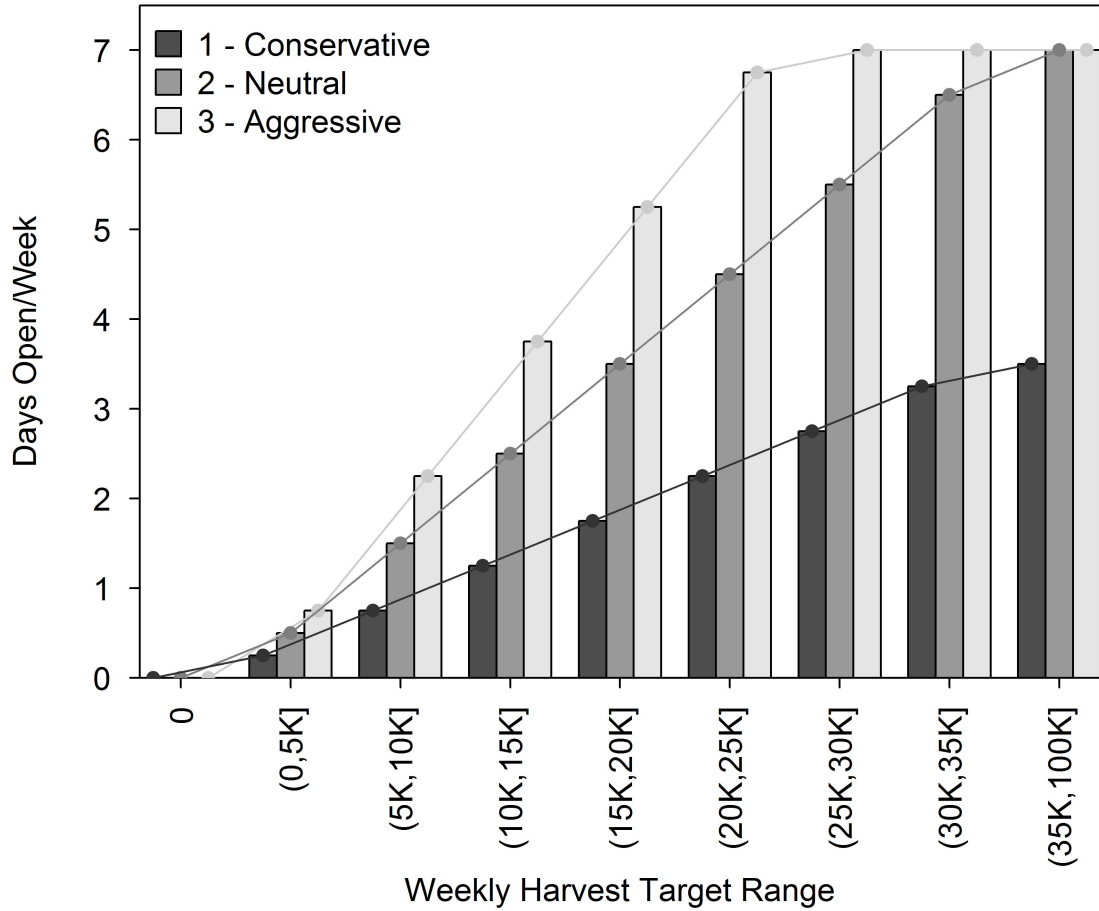 1 - Conservative
2 - Neutral
3 - Aggressive
Days Open/Week
7
6
5
4
3
2
1
0
0
(0,5K]
(5K,10K]
(10K,15K]
(15K,20K]
(20K,25K]
(25K,30K]
(30K,35K]
(35K,100K]
Weekly Harvest Target Range